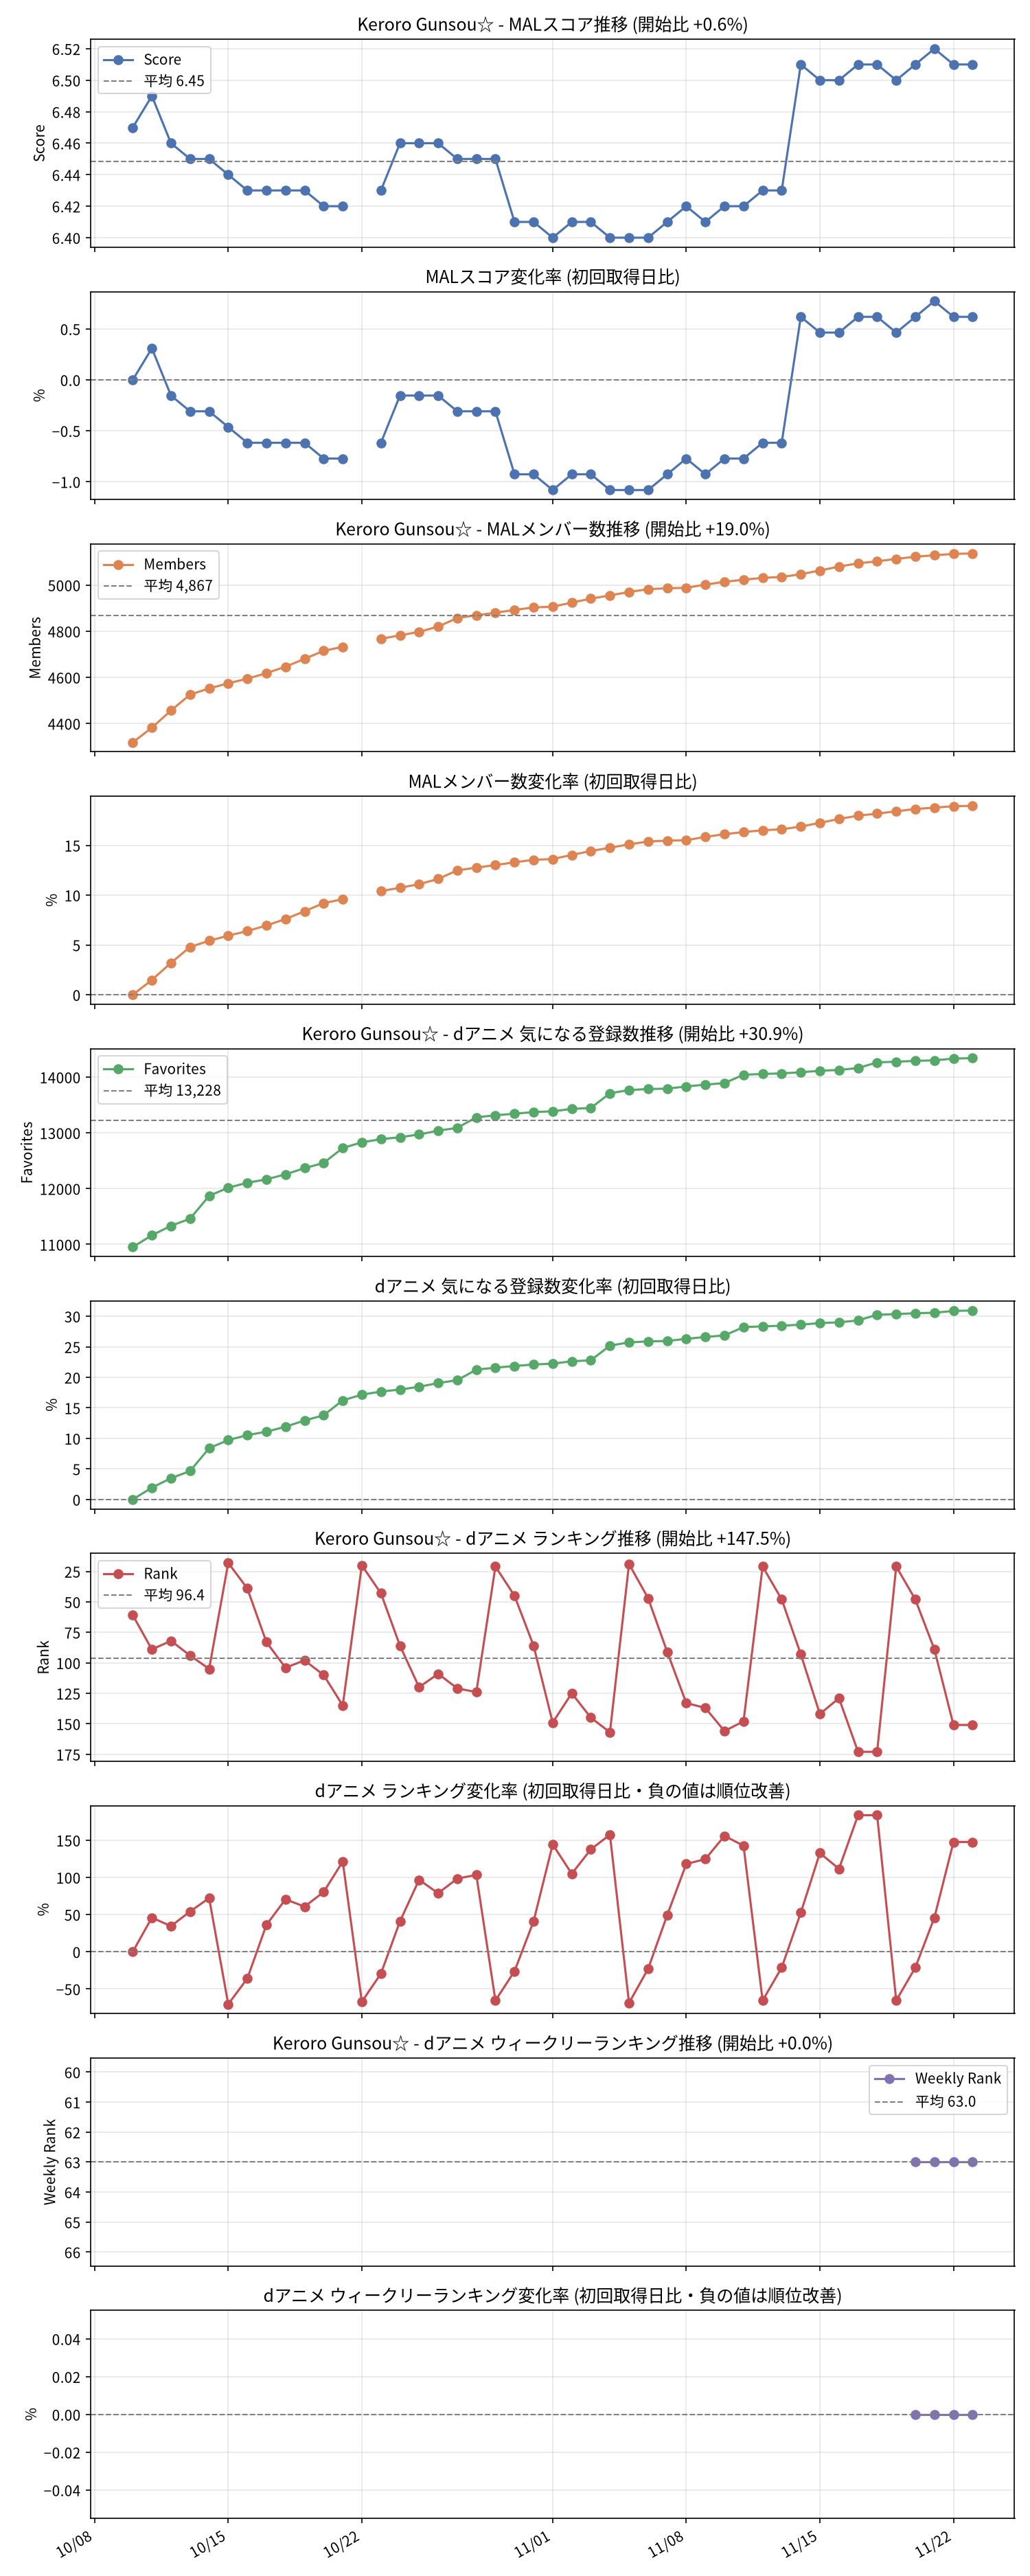 Keroro Gunsou☆ - MALスコア推移 (開始比 +0.6%)
Score
平均 6.45
Score
6.52
6.50
6.48
6.46
6.44
6.42
6.40
MALスコア変化率 (初回取得日比)
%
0.5
0.0
−0.5
−1.0
Keroro Gunsou☆ - MALメンバー数推移 (開始比 +19.0%)
Members
平均 4,867
Members
5000
4800
4600
4400
MALメンバー数変化率 (初回取得日比)
%
15
10
5
0
Keroro Gunsou☆ - dアニメ 気になる登録数推移 (開始比 +30.9%)
Favorites
平均 13,228
Favorites
14000
13000
12000
11000
dアニメ 気になる登録数変化率 (初回取得日比)
%
30
25
20
15
10
5
0
Keroro Gunsou☆ - dアニメ ランキング推移 (開始比 +147.5%)
Rank
平均 96.4
Rank
25
50
75
100
125
150
175
dアニメ ランキング変化率 (初回取得日比・負の値は順位改善)
%
150
100
50
0
−50
Keroro Gunsou☆ - dアニメ ウィークリーランキング推移 (開始比 +0.0%)
Weekly Rank
平均 63.0
Weekly Rank
60
61
62
63
64
65
66
dアニメ ウィークリーランキング変化率 (初回取得日比・負の値は順位改善)
%
0.04
0.02
0.00
−0.02
−0.04
10/08
10/15
10/22
11/01
11/08
11/15
11/22